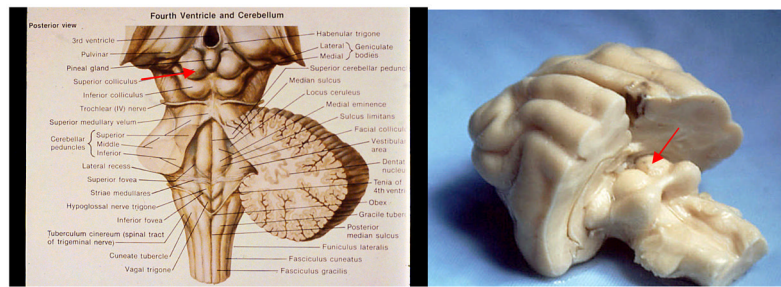 Fourth Ventricle and Cerebellum
Posterior view
3rd ventricle
Pulvinar
Pineal gland
Superior colliculus
Inferior colliculus
Trochlear (IV) nerve
Superior medullary velum
Cerebellar peduncles
Superior
Middle
Inferior
Lateral recess
Superior fovea
Striae medullares
Hypoglossal nerve trigone
Inferior fovea
Tuberculum cinereum (spinal tract
of trigeminal nerve)
Cuneate tubercle
Vagal trigone
Habenular trigone
Lateral
Medial
Geniculate
bodies
Superior cerebellar pedunc
Median sulcus
Locus ceruleus
Medial eminence
Sulcus limitans
Facial collicul
Vestibular
area
Dentate
nucleu
Tenia of
4th ventri
Obex
Gracile tuberc
Posterior
median sulcus
Funiculus lateralis
Fasciculus cuneatus
Fasciculus gracilis